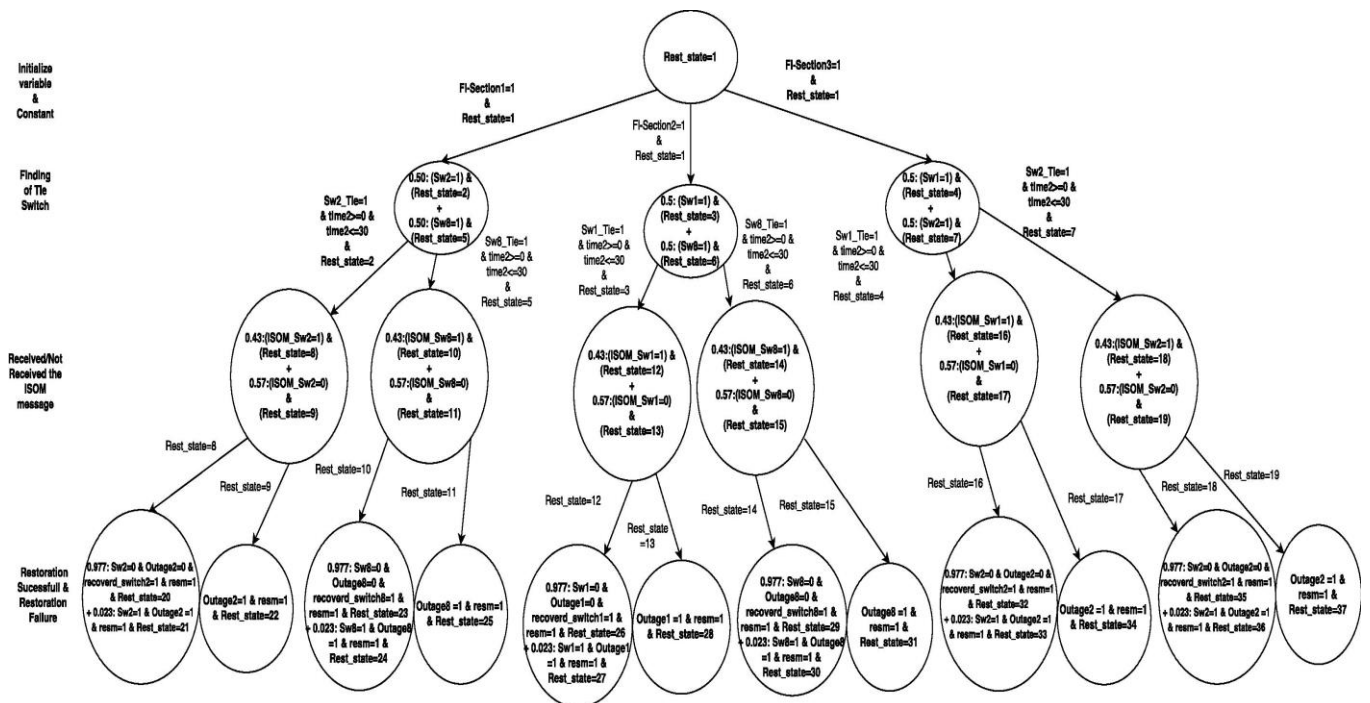 Initialize
variable
&
Constant
Rest_state=1
FI-Section1=1
&
Rest_state=1
FI-Section2=1
&
Rest_state=1
FI-Section3=1
&
Rest_state=1
Finding
of Tie
Switch
Sw2_Tie=1
& time2>=0 &
time2<=30
&
Rest_state=2
0.50: (Sw2=1) &
(Rest_state=2)
+
0.50: (Sw8=1) &
(Rest_state=5)
Sw8_Tie=1
& time2>=0 &
time2<=30
&
Rest_state=5
Sw1_Tie=1
& time2>=0 &
time2<=30
&
Rest_state=3
0.5: (Sw1=1) &
(Rest_state=3)
+
0.5: (Sw8=1) &
(Rest_state=6)
Sw8_Tie=1
& time2>=0 &
time2<=30
&
Rest_state=6
Sw1_Tie=1
& time2>=0 &
time2<=30
&
Rest_state=4
0.5: (Sw1=1) &
(Rest_state=4)
+
0.5: (Sw2=1) &
(Rest_state=7)
Sw2_Tie=1
& time2>=0 &
time2<=30
&
Rest_state=7
Received/Not
Received the
ISOM
message
0.43:(ISOM_Sw2=1) &
(Rest_state=8)
+
0.57:(ISOM_Sw2=0)
&
(Rest_state=9)
0.43:(ISOM_Sw8=1) &
(Rest_state=10)
+
0.57:(ISOM_Sw8=0)
&
(Rest_state=11)
0.43:(ISOM_Sw1=1) &
(Rest_state=12)
+
0.57:(ISOM_Sw1=0)
&
(Rest_state=13)
0.43:(ISOM_Sw8=1) &
(Rest_state=14)
+
0.57:(ISOM_Sw8=0)
&
(Rest_state=15)
0.43:(ISOM_Sw1=1) &
(Rest_state=16)
+
0.57:(ISOM_Sw1=0)
&
(Rest_state=17)
0.43:(ISOM_Sw2=1) &
(Rest_state=18)
+
0.57:(ISOM_Sw2=0)
&
(Rest_state=19)
Rest_state=8
Rest_state=9
Rest_state=10
Rest_state=11
Rest_state=12
Rest_state
=13
Rest_state=14
Rest_state=15
Rest_state=16
Rest_state=17
Rest_state=18
Rest_state=19
Restoration
Sucessfull &
Restoration
Failure
0.977: Sw2=0 & Outage2=0 &
recoverd_switch2=1 & resm=1
& Rest_state=20
+ 0.023: Sw2=1 & Outage2 =1
& resm=1 & Rest_state=21
Outage2=1 & resm=1
& Rest_state=22
0.977: Sw8=0 &
Outage8=0 &
recoverd_switch8=1 &
resm=1 & Rest_state=23
+ 0.023: Sw8=1 & Outage8
=1 & resm=1 &
Rest_state=24
Outage8 =1 & resm=1
& Rest_state=25
0.977: Sw1=0 &
Outage1=0 &
recoverd_switch1=1 &
resm=1 & Rest_state=26
+ 0.023: Sw1=1 & Outage1
=1 & resm=1 &
Rest_state=27
Outage1 =1 & resm=1
& Rest_state=28
0.977: Sw8=0 &
Outage8=0 &
recoverd_switch8=1 &
resm=1 & Rest_state=29
+ 0.023: Sw8=1 & Outage8
=1 & resm=1 &
Rest_state=30
Outage8 =1 &
resm=1 &
Rest_state=31
0.977: Sw2=0 & Outage2=0 &
recoverd_switch2=1 & resm=1
& Rest_state=32
+ 0.023: Sw2=1 & Outage2 =1
& resm=1 & Rest_state=33
Outage2 =1 & resm=1
& Rest_state=34
0.977: Sw2=0 & Outage2=0 &
recoverd_switch2=1 & resm=1
& Rest_state=35
+ 0.023: Sw2=1 & Outage2 =1
& resm=1 & Rest_state=36
Outage2 =1 &
resm=1 &
Rest_state=37